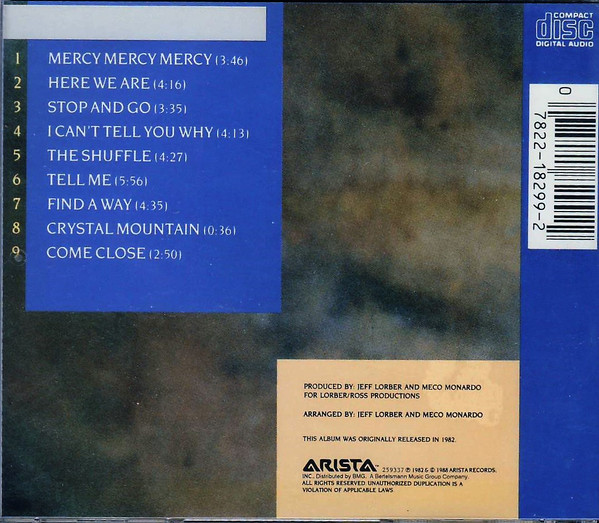 COMPACT
disc
DIGITAL AUDIO
1 MERCY MERCY MERCY (3:46)
2 HERE WE ARE (4:16)
3 STOP AND GO (3:35)
4 I CAN'T TELL YOU WHY (4:13)
5 THE SHUFFLE (4:27)
6 TELL ME (5:56)
7 FIND A WAY (4:35)
8 CRYSTAL MOUNTAIN (0:36)
9 COME CLOSE (2:50)
0
7822-18299-2
PRODUCED BY: JEFF LORBER AND MECO MONARDO
FOR LORBER/ROSS PRODUCTIONS
ARRANGED BY: JEFF LORBER AND MECO MONARDO
THIS ALBUM WAS ORIGINALLY RELEASED IN 1982.
ARISTA™ 259337 ℗ 1982 & © 1988 ARISTA RECORDS,
INC., Distributed by BMG. A Bertelsmann Music Group Company.
ALL RIGHTS RESERVED. UNAUTHORIZED DUPLICATION IS A
VIOLATION OF APPLICABLE LAWS.